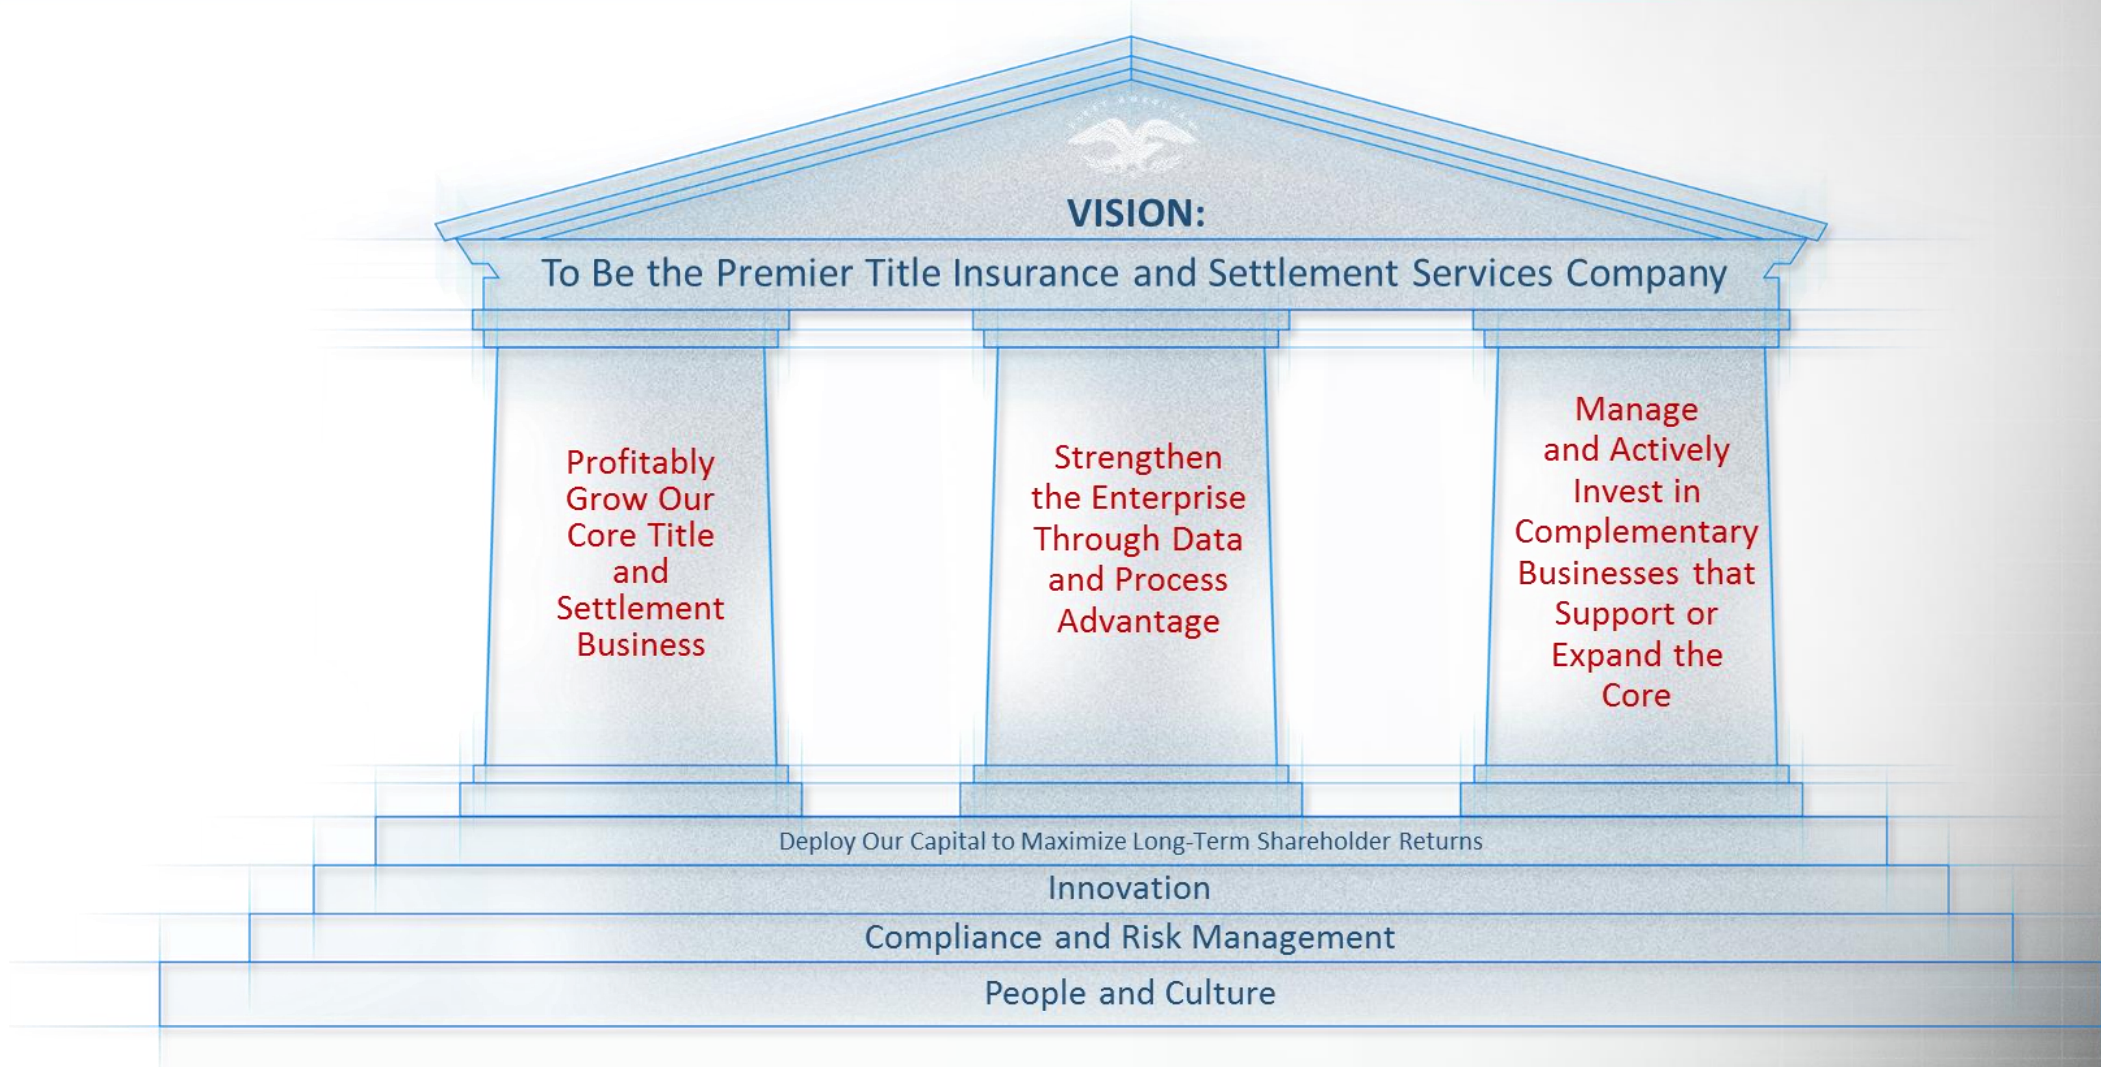 FIRST AMERICAN
VISION:
To Be the Premier Title Insurance and Settlement Services Company
Profitably
Grow Our
Core Title
and
Settlement
Business
Strengthen
the Enterprise
Through Data
and Process
Advantage
Manage
and Actively
Invest in
Complementary
Businesses that
Support or
Expand the
Core
Deploy Our Capital to Maximize Long-Term Shareholder Returns
Innovation
Compliance and Risk Management
People and Culture